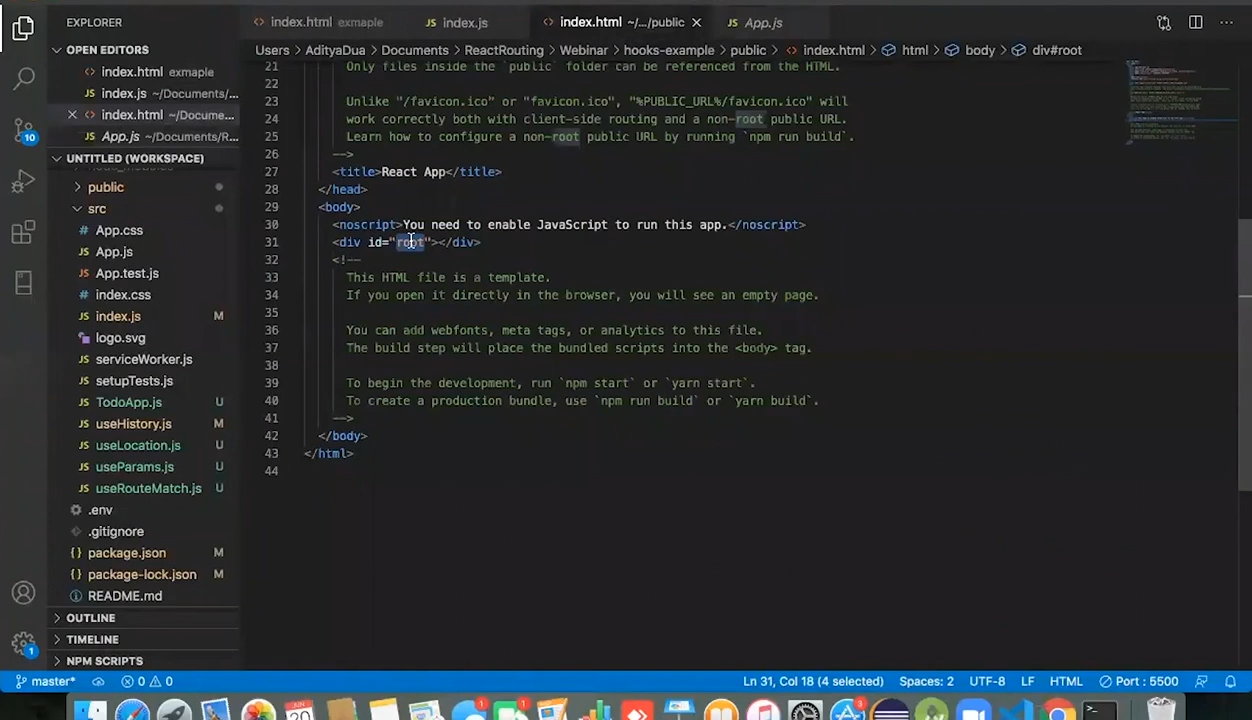 EXPLORER
index.html exmaple
index.js
index.html ~/.../public
App.js
OPEN EDITORS
index.html exmaple
index.js ~/Documents/...
index.html ~/Docume...
App.js ~/Documents/R...
UNTITLED (WORKSPACE)
public
src
App.css
App.js
App.test.js
index.css
index.js M
logo.svg
serviceWorker.js
setupTests.js
TodoApp.js U
useHistory.js M
useLocation.js U
useParams.js U
useRouteMatch.js U
.env
.gitignore
package.json M
package-lock.json M
README.md
OUTLINE
TIMELINE
NPM SCRIPTS
10
1
Users > AdityaDua > Documents > ReactRouting > Webinar > hooks-example > public > index.html > html > body > div#root
21 Only files inside the `public` folder can be referenced from the HTML.
22
23 Unlike "/favicon.ico" or "favicon.ico", "%PUBLIC_URL%/favicon.ico" will
24 work correctly both with client-side routing and a non-root public URL.
25 Learn how to configure a non-root public URL by running `npm run build`.
26 -->
27 <title>React App</title>
28 </head>
29 <body>
30 <noscript>You need to enable JavaScript to run this app.</noscript>
31 <div id="root"></div>
32 <!--
33 This HTML file is a template.
34 If you open it directly in the browser, you will see an empty page.
35
36 You can add webfonts, meta tags, or analytics to this file.
37 The build step will place the bundled scripts into the <body> tag.
38
39 To begin the development, run `npm start` or `yarn start`.
40 To create a production bundle, use `npm run build` or `yarn build`.
41 -->
42 </body>
43 </html>
44
master* 0 0 Ln 31, Col 18 (4 selected) Spaces: 2 UTF-8 LF HTML Port : 5500